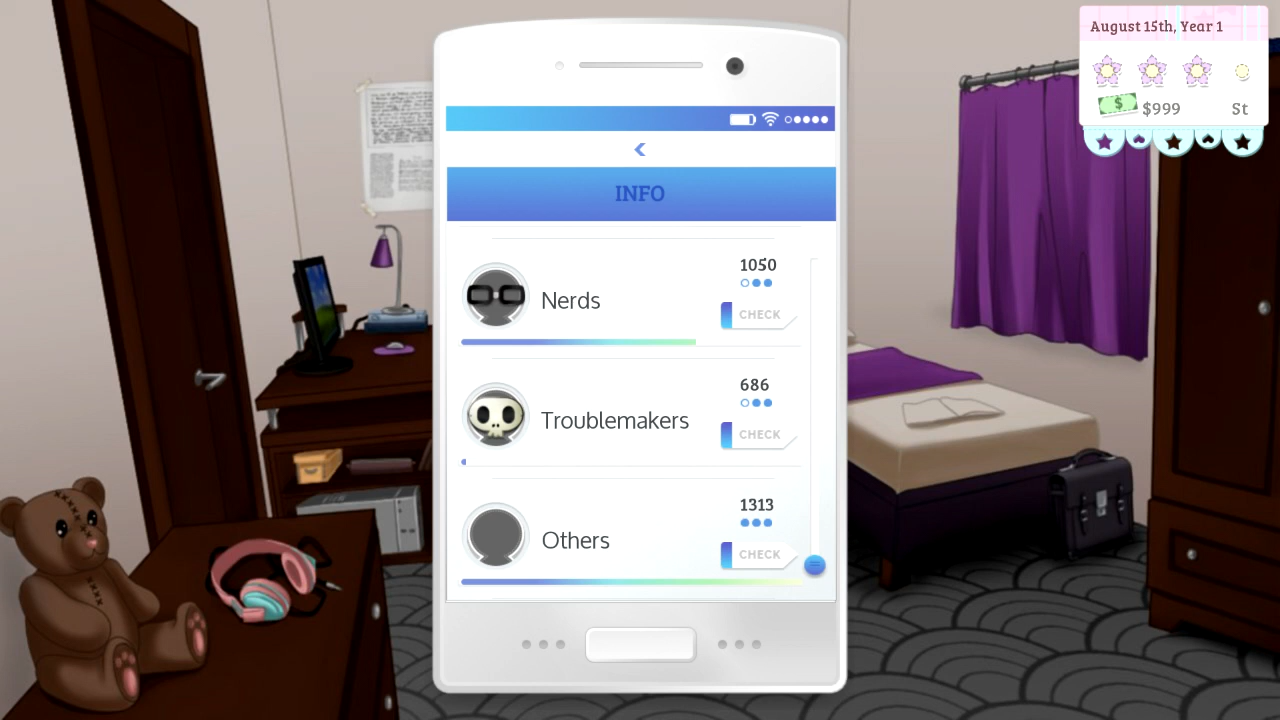 August 15th, Year 1
$ $999 St
INFO
1050
Nerds
CHECK
686
Troublemakers
CHECK
1313
Others
CHECK